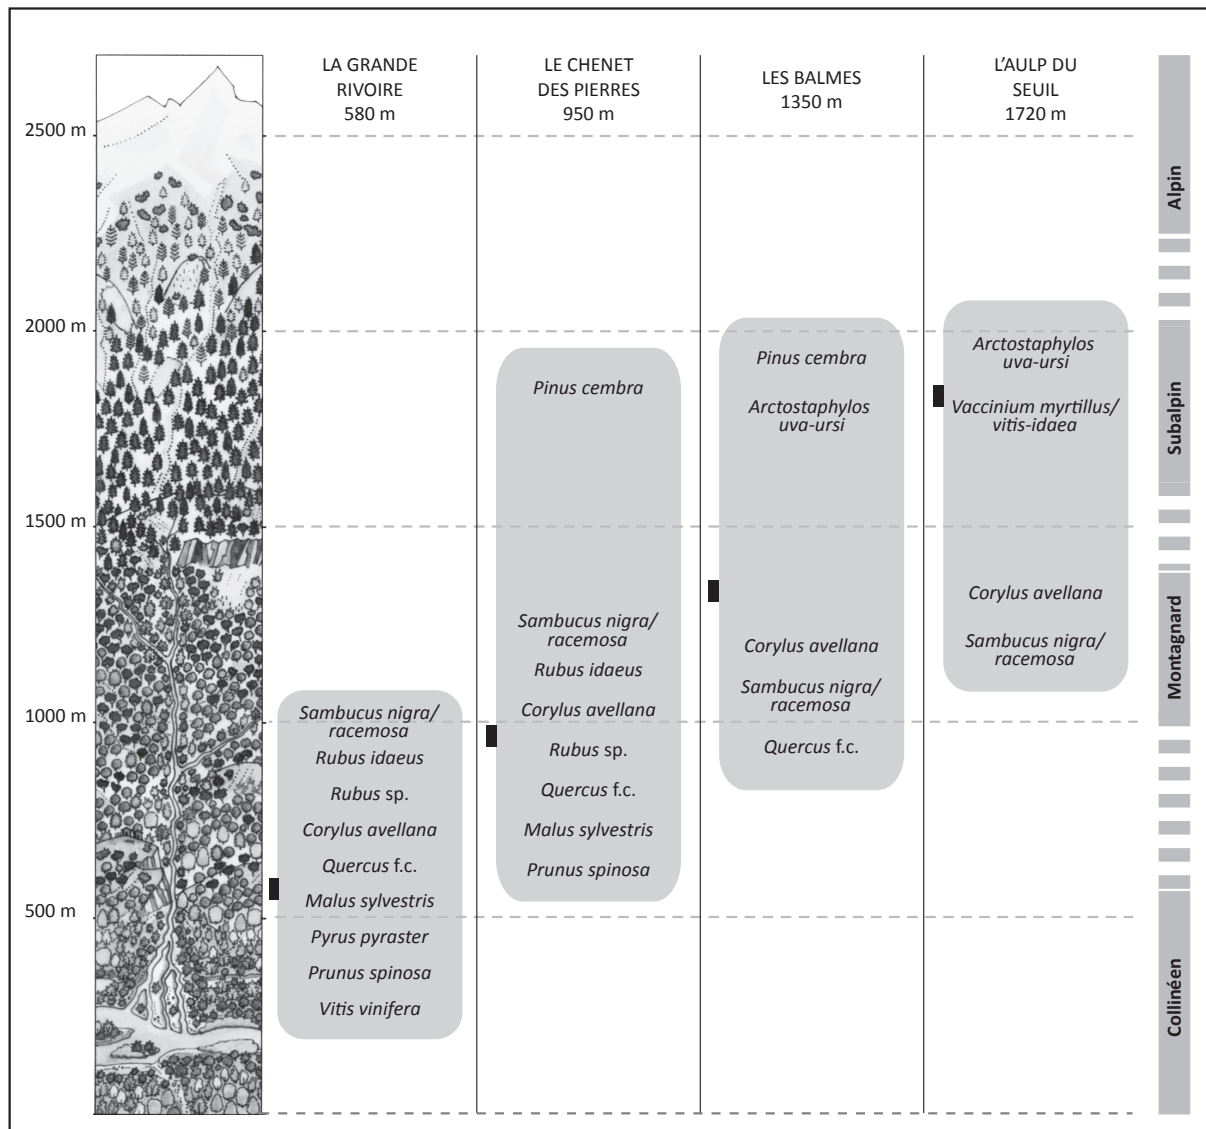 LA GRANDE
RIVOIRE
580 m
LE CHENET
DES PIERRES
950 m
LES BALMES
1350 m
L'AULP DU
SEUIL
1720 m
2500 m
2000 m
1500 m
1000 m
500 m
Sambucus nigra/
racemosa
Rubus idaeus
Rubus sp.
Corylus avellana
Quercus f.c.
Malus sylvestris
Pyrus pyraster
Prunus spinosa
Vitis vinifera
Pinus cembra
Sambucus nigra/
racemosa
Rubus idaeus
Corylus avellana
Rubus sp.
Quercus f.c.
Malus sylvestris
Prunus spinosa
Pinus cembra
Arctostaphylos
uva-ursi
Corylus avellana
Sambucus nigra/
racemosa
Quercus f.c.
Arctostaphylos
uva-ursi
Vaccinium myrtillus/
vitis-idaea
Corylus avellana
Sambucus nigra/
racemosa
Alpin
Subalpin
Montagnard
Collinéen